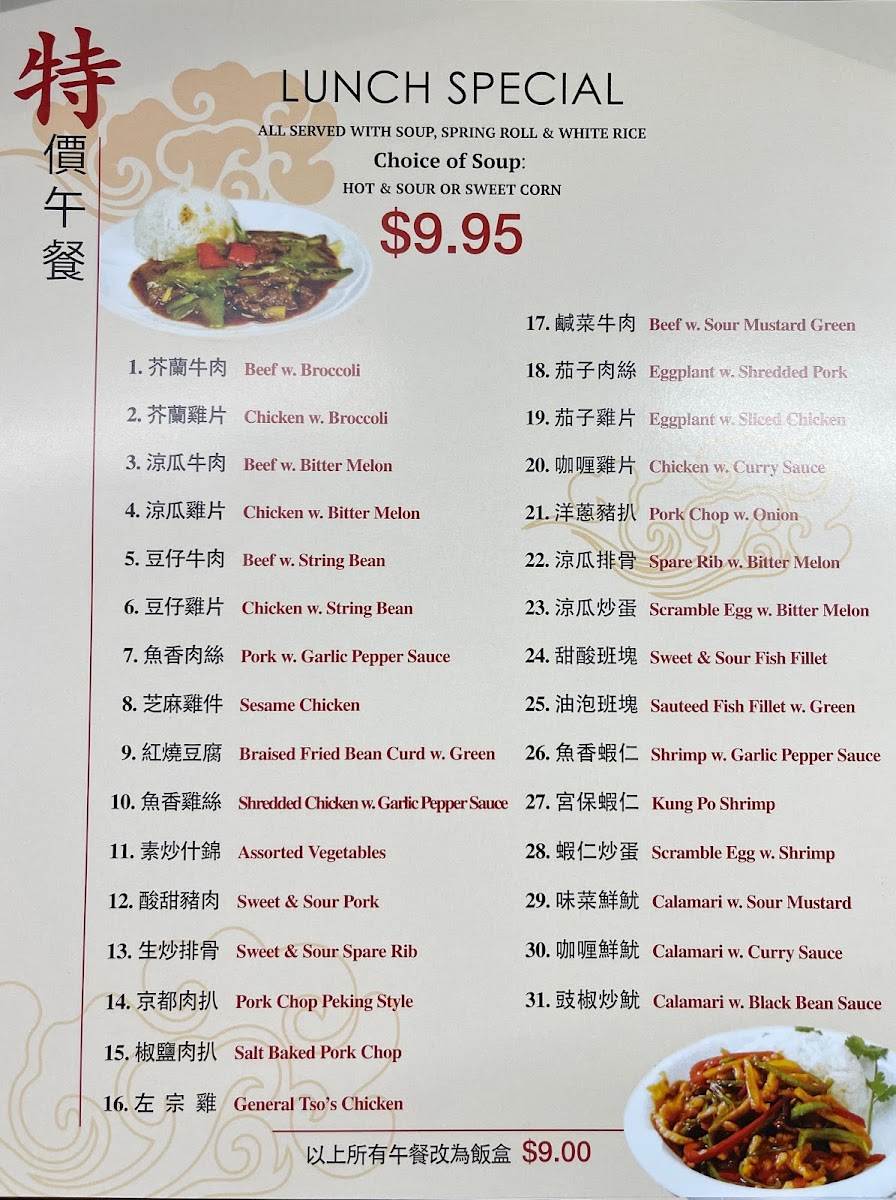 特價午餐
LUNCH SPECIAL
ALL SERVED WITH SOUP, SPRING ROLL & WHITE RICE
Choice of Soup:
HOT & SOUR OR SWEET CORN
$9.95
1. 芥蘭牛肉 Beef w. Broccoli
2. 芥蘭雞片 Chicken w. Broccoli
3. 涼瓜牛肉 Beef w. Bitter Melon
4. 涼瓜雞片 Chicken w. Bitter Melon
5. 豆仔牛肉 Beef w. String Bean
6. 豆仔雞片 Chicken w. String Bean
7. 魚香肉絲 Pork w. Garlic Pepper Sauce
8. 芝麻雞件 Sesame Chicken
9. 紅燒豆腐 Braised Fried Bean Curd w. Green
10. 魚香雞絲 Shredded Chicken w. Garlic Pepper Sauce
11. 素炒什錦 Assorted Vegetables
12. 酸甜豬肉 Sweet & Sour Pork
13. 生炒排骨 Sweet & Sour Spare Rib
14. 京都肉扒 Pork Chop Peking Style
15. 椒鹽肉扒 Salt Baked Pork Chop
16. 左 宗 雞 General Tso's Chicken
17. 鹹菜牛肉 Beef w. Sour Mustard Green
18. 茄子肉絲 Eggplant w. Shredded Pork
19. 茄子雞片 Eggplant w. Sliced Chicken
20. 咖喱雞片 Chicken w. Curry Sauce
21. 洋蔥豬扒 Pork Chop w. Onion
22. 涼瓜排骨 Spare Rib w. Bitter Melon
23. 涼瓜炒蛋 Scramble Egg w. Bitter Melon
24. 甜酸班塊 Sweet & Sour Fish Fillet
25. 油泡班塊 Sauteed Fish Fillet w. Green
26. 魚香蝦仁 Shrimp w. Garlic Pepper Sauce
27. 宮保蝦仁 Kung Po Shrimp
28. 蝦仁炒蛋 Scramble Egg w. Shrimp
29. 味菜鮮魷 Calamari w. Sour Mustard
30. 咖喱鮮魷 Calamari w. Curry Sauce
31. 豉椒炒魷 Calamari w. Black Bean Sauce
以上所有午餐改為飯盒 $9.00